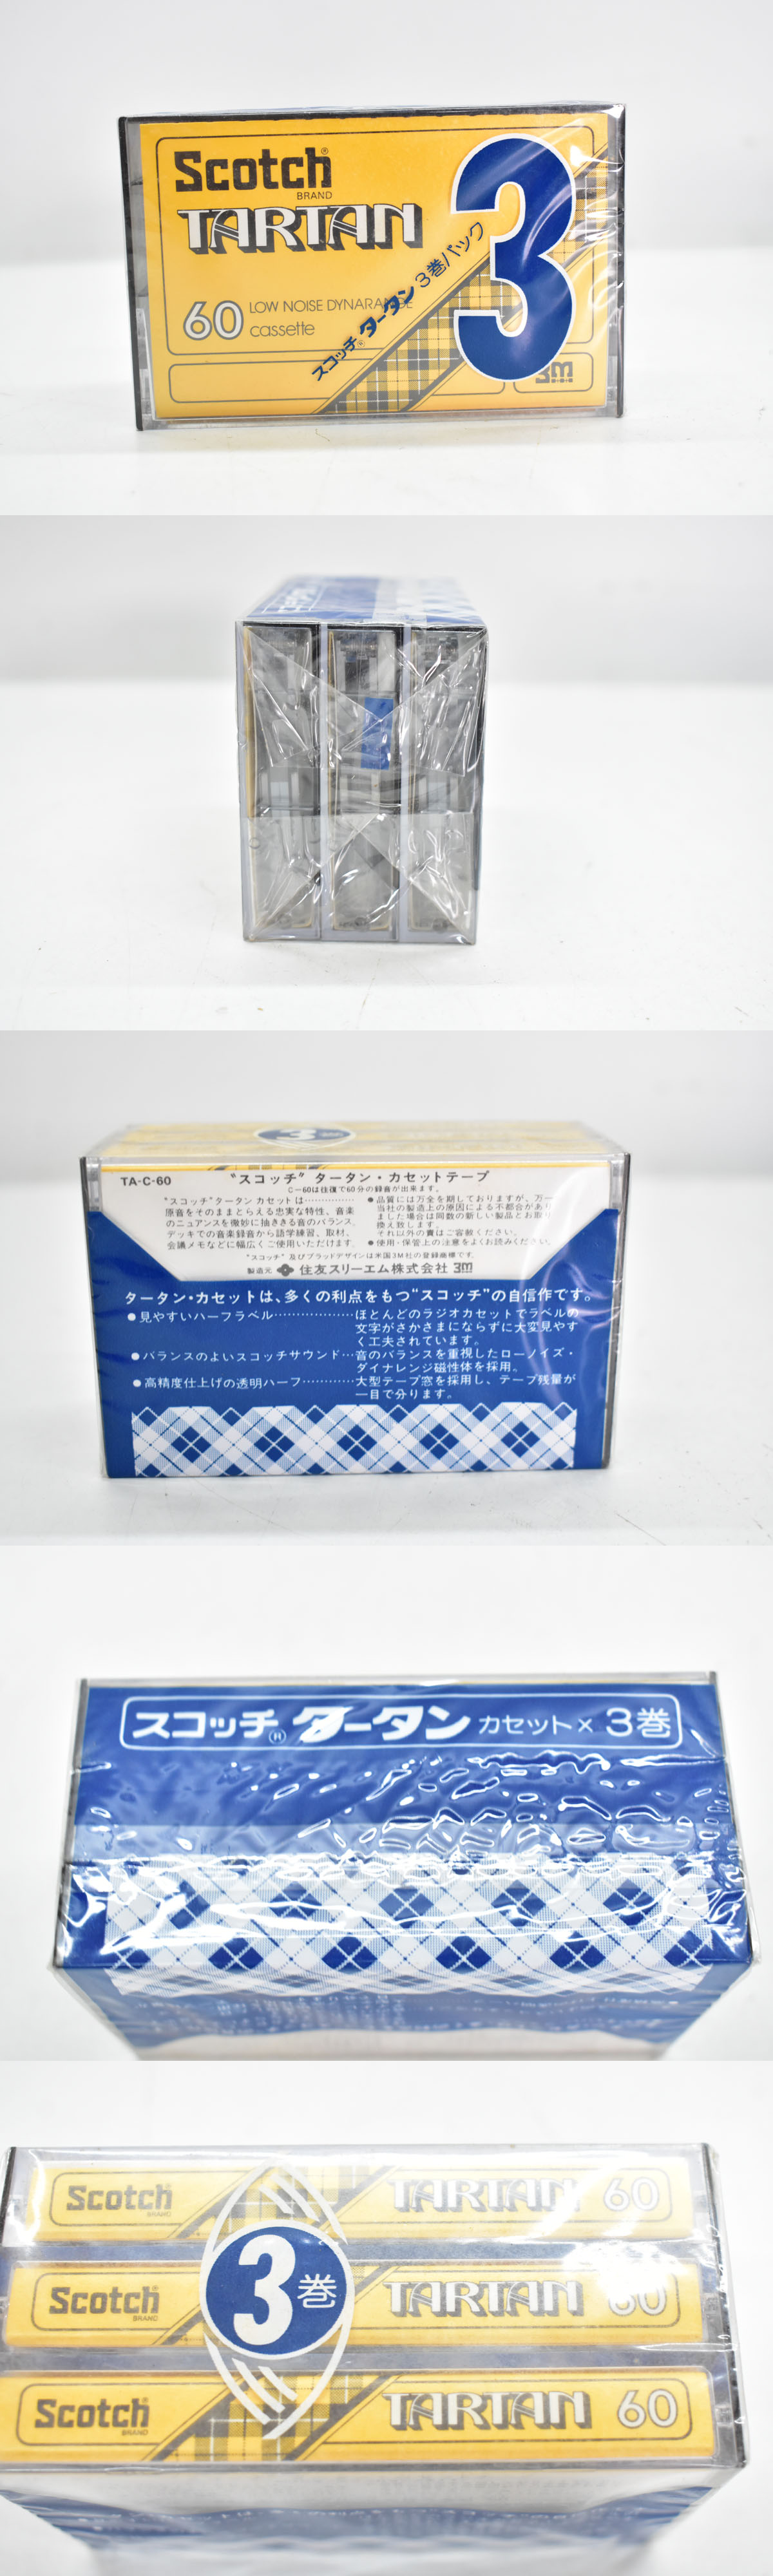 Scotch®
BRAND
TARTAN
60 LOW NOISE DYNARANGE
cassette
スコッチ®タータン3巻パック
3
3M
3
TA-C-60
"スコッチ" タータン・カセットテープ
C-60は往復で60分の録音が出来ます。
"スコッチ"タータン カセットは……………
原音をそのままとらえる忠実な特性、音楽
のニュアンスを微妙に描ききる音のバランス。
デッキでの音楽録音から語学練習、取材、
会議メモなどに幅広くご使用いただけます。
●品質には万全を期しておりますが、万一
当社の製造上の原因による不都合があり
ました場合は同数の新しい製品とお取り
換え致します。
それ以外の責はご容赦ください。
●使用・保管上の注意をよくお読みください。
"スコッチ" 及びプラッドデザインは米国3M社の登録商標です。
製造元 住友スリーエム株式会社 3M
タータン・カセットは、多くの利点をもつ"スコッチ"の自信作です。
●見やすいハーフラベル………………ほとんどのラジオカセットでラベルの
文字がさかさまにならずに大変見やす
く工夫されています。
●バランスのよいスコッチサウンド…音のバランスを重視したローノイズ・
ダイナレンジ磁性体を採用。
●高精度仕上げの透明ハーフ…………大型テープ窓を採用し、テープ残量が
一目で分ります。
スコッチ®タータン カセット×3巻
Scotch® BRAND TARTAN 60
3巻
Scotch BRAND TARTAN 60
Scotch® BRAND TARTAN 60